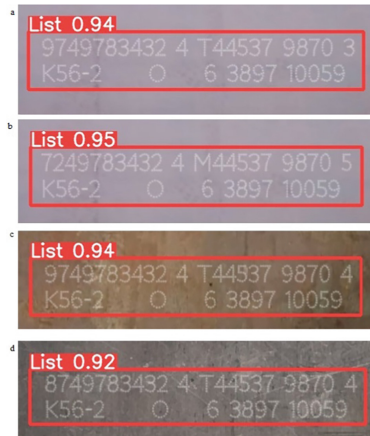 a
List 0.94
9749783432 4 T44537 9870 3
K56-2 O 6 3897 10059
b
List 0.95
7249783432 4 M44537 9870 5
K56-2 O 6 3897 10059
c
List 0.94
9749783432 4 T44537 9870 4
K56-2 O 6 3897 10059
d
List 0.92
8749783432 4 T44537 9870 4
K56-2 O 6 3897 10059